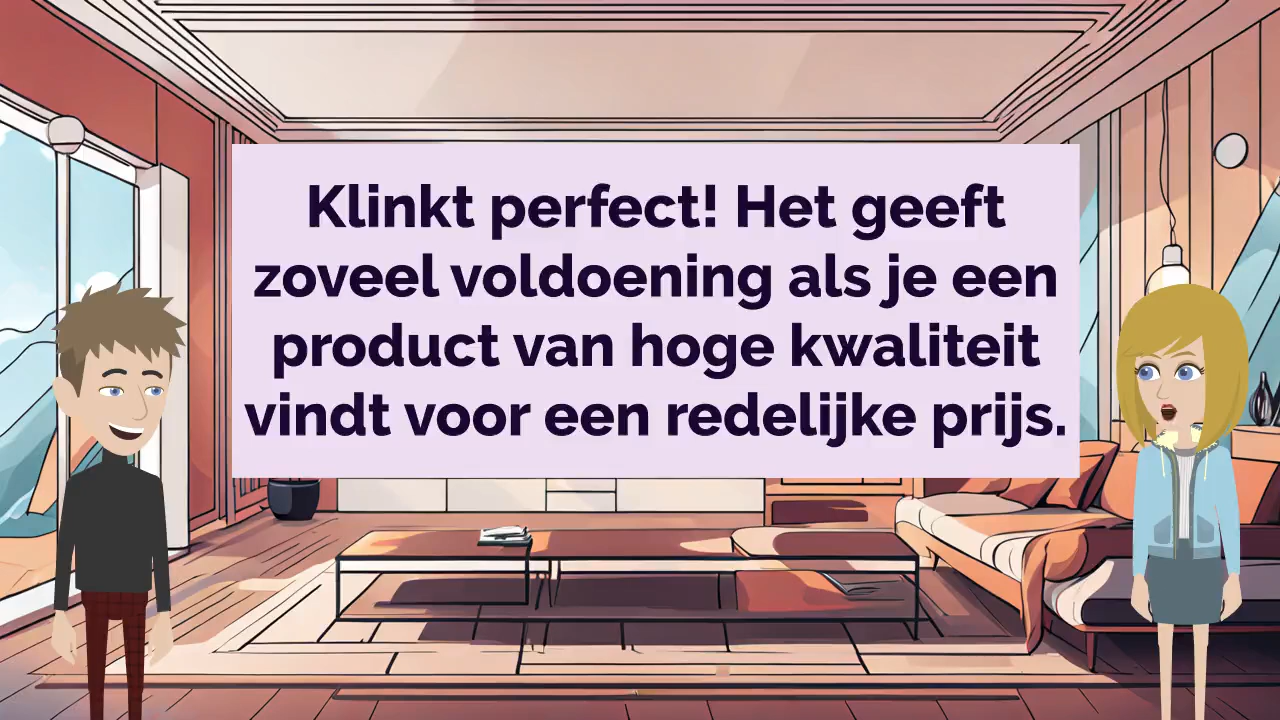 Klinkt perfect! Het geeft
zoveel voldoening als je een
product van hoge kwaliteit
vindt voor een redelijke prijs.